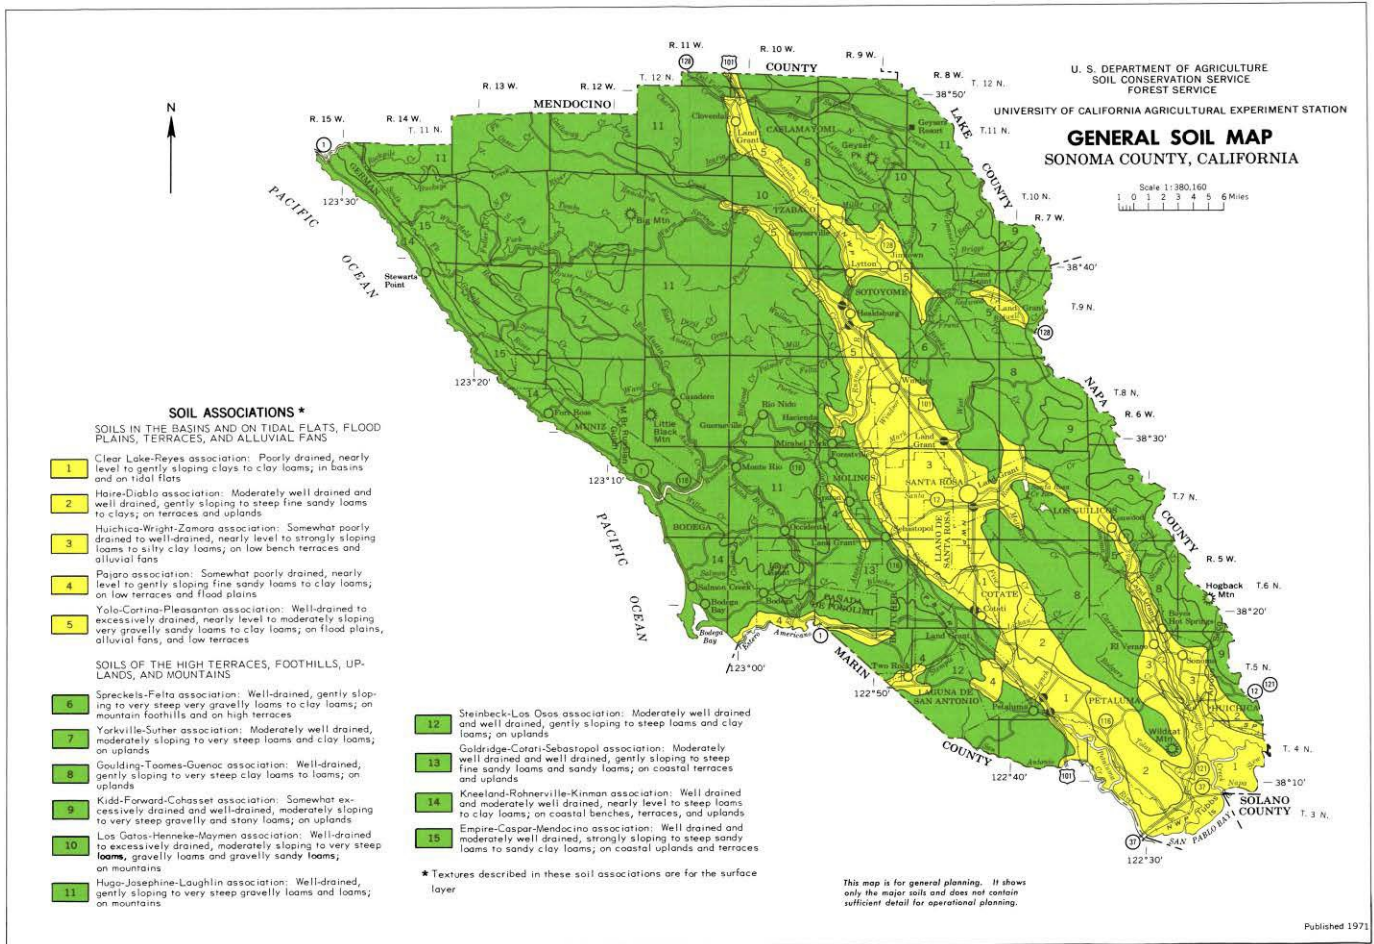 U. S. DEPARTMENT OF AGRICULTURE
SOIL CONSERVATION SERVICE
FOREST SERVICE
UNIVERSITY OF CALIFORNIA AGRICULTURAL EXPERIMENT STATION
GENERAL SOIL MAP
SONOMA COUNTY, CALIFORNIA
Scale 1:380,160
1 0 1 2 3 4 5 6 Miles
N
R. 15 W.
R. 14 W.
R. 13 W.
R. 12 W.
R. 11 W.
R. 10 W.
R. 9 W.
R. 8 W.
R. 7 W.
R. 6 W.
R. 5 W.
T. 11 N.
T. 12 N.
T. 12 N.
T.11 N.
T.10 N.
T.9 N.
T.8 N.
T.7 N.
T.6 N.
T.5 N.
T. 4 N.
T. 3 N.
MENDOCINO
COUNTY
LAKE
COUNTY
NAPA
COUNTY
SOLANO
COUNTY
MARIN
COUNTY
PACIFIC
OCEAN
PACIFIC
OCEAN
SAN PABLO BAY
38°50'
38°40'
38°30'
38°20'
38°10'
123°30'
123°20'
123°10'
123°00'
122°50'
122°40'
122°30'
Cloverdale
Land Grant
CASLAMAYOMI
Geysers Resort
Geyser Pk
GERMAN
Big Mtn
TZABACO
Geyserville
Jimtown
Lytton
SOTOYOME
Healdsburg
Stewarts Point
Windsor
Cazadero
Rio Nido
Hacienda
Guerneville
Mirabel Park
Forestville
Fort Ross
MUNIZ
Little Black Mtn
Monte Rio
MOLINOS
SANTA ROSA
LOS GUILICOS
Kenwood
BODEGA
Occidental
Sebastopol
LLANO DE SANTA ROSA
Salmon Creek
Bodega Bay
Bodega
CAÑADA DE POGOLIMI
COTATE
Cotati
Hogback Mtn
Boyes Hot Springs
El Verano
Sonoma
Bodega Bay
Estero Americano
Two Rock
LAGUNA DE SAN ANTONIO
Petaluma
PETALUMA
HUICHICA
Wildcat Mtn
Tubbs Is
SOIL ASSOCIATIONS *
SOILS IN THE BASINS AND ON TIDAL FLATS, FLOOD
PLAINS, TERRACES, AND ALLUVIAL FANS
1 Clear Lake-Reyes association: Poorly drained, nearly
level to gently sloping clays to clay loams; in basins
and on tidal flats
2 Haire-Diablo association: Moderately well drained and
well drained, gently sloping to steep fine sandy loams
to clays; on terraces and uplands
3 Huichica-Wright-Zamora association: Somewhat poorly
drained to well-drained, nearly level to strongly sloping
loams to silty clay loams; on low bench terraces and
alluvial fans
4 Pajaro association: Somewhat poorly drained, nearly
level to gently sloping fine sandy loams to clay loams;
on low terraces and flood plains
5 Yolo-Cortina-Pleasanton association: Well-drained to
excessively drained, nearly level to moderately sloping
very gravelly sandy loams to clay loams; on flood plains,
alluvial fans, and low terraces
SOILS OF THE HIGH TERRACES, FOOTHILLS, UP-
LANDS, AND MOUNTAINS
6 Spreckels-Felta association: Well-drained, gently slop-
ing to very steep very gravelly loams to clay loams; on
mountain foothills and on high terraces
7 Yorkville-Suther association: Moderately well drained,
moderately sloping to very steep loams and clay loams;
on uplands
8 Goulding-Toomes-Guenoc association: Well-drained,
gently sloping to very steep clay loams to loams; on
uplands
9 Kidd-Forward-Cohasset association: Somewhat ex-
cessively drained and well-drained, moderately sloping
to very steep gravelly and stony loams; on uplands
10 Los Gatos-Henneke-Maymen association: Well-drained
to excessively drained, moderately sloping to very steep
loams, gravelly loams and gravelly sandy loams;
on mountains
11 Hugo-Josephine-Laughlin association: Well-drained,
gently sloping to very steep gravelly loams and loams;
on mountains
12 Steinbeck-Los Osos association: Moderately well drained
and well drained, gently sloping to steep loams and clay
loams; on uplands
13 Goldridge-Cotati-Sebastopol association: Moderately
well drained and well drained, gently sloping to steep
fine sandy loams and sandy loams; on coastal terraces
and uplands
14 Kneeland-Rohnerville-Kinman association: Well drained
and moderately well drained, nearly level to steep loams
to clay loams; on coastal benches, terraces, and uplands
15 Empire-Caspar-Mendocino association: Well drained and
moderately well drained, strongly sloping to steep sandy
loams to sandy clay loams; on coastal uplands and terraces
* Textures described in these soil associations are for the surface
layer
This map is for general planning. It shows
only the major soils and does not contain
sufficient detail for operational planning.
Published 1971